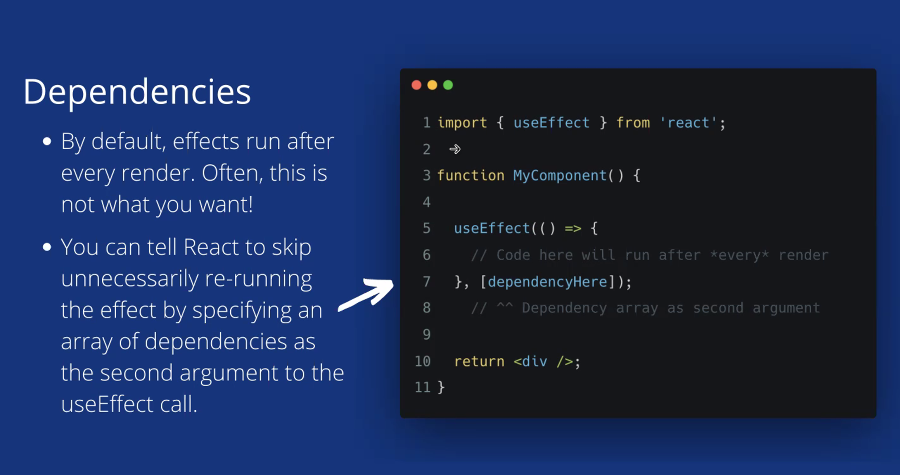 Dependencies
• By default, effects run after
every render. Often, this is
not what you want!
• You can tell React to skip
unnecessarily re-running
the effect by specifying an
array of dependencies as
the second argument to the
useEffect call.
1 import { useEffect } from 'react';
2
3 function MyComponent() {
4
5   useEffect(() => {
6     // Code here will run after *every* render
7   }, [dependencyHere]);
8     // ^^ Dependency array as second argument
9
10   return <div />;
11 }